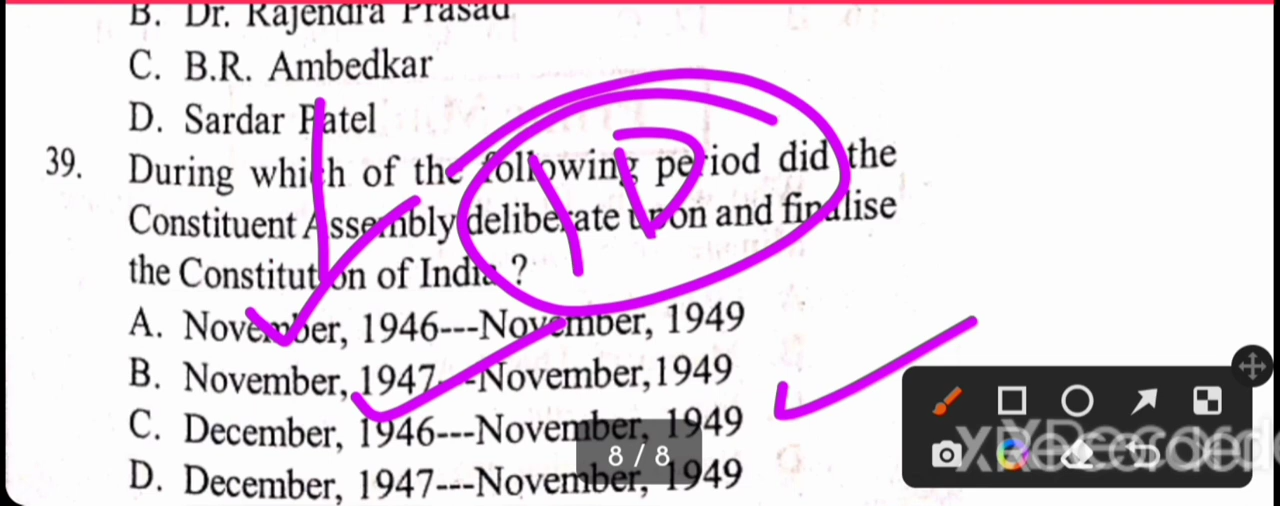 B. Dr. Rajendra Prasad
C. B.R. Ambedkar
D. Sardar Patel
39. During which of the following period did the
Constituent Assembly deliberate upon and finalise
the Constitution of India ?
A. November, 1946---November, 1949
B. November, 1947---November, 1949
C. December, 1946---November, 1949
D. December, 1947---November, 1949
8 / 8